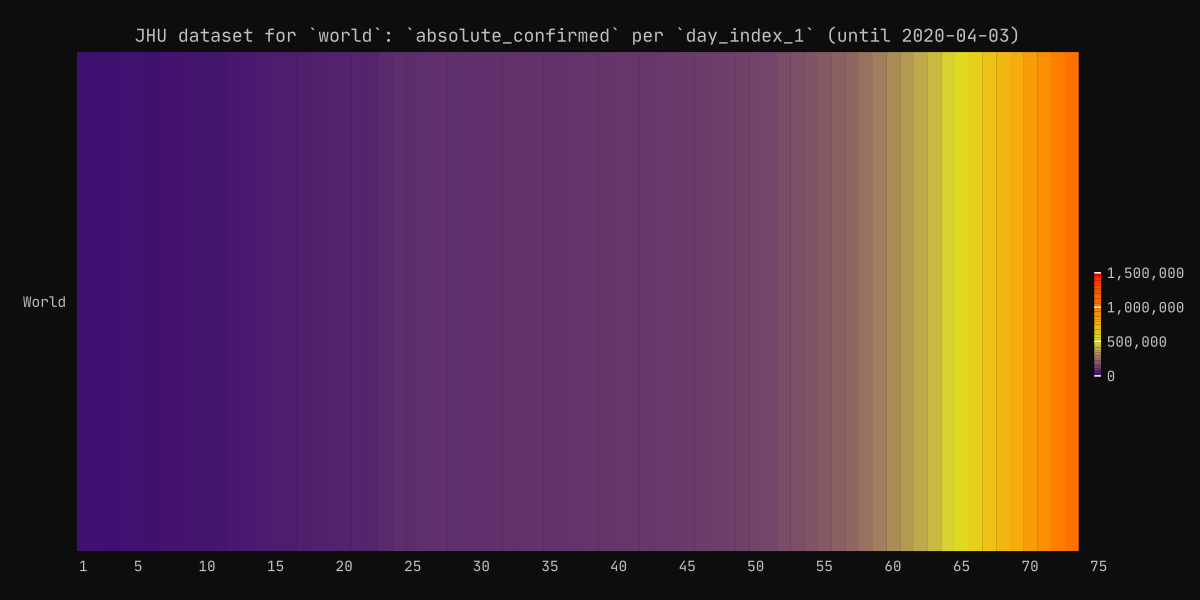 JHU dataset for `world`: `absolute_confirmed` per `day_index_1` (until 2020-04-03)
1,500,000
World
1,000,000
500,000
0
1 5 10 15 20 25 30 35 40 45 50 55 60 65 70 75